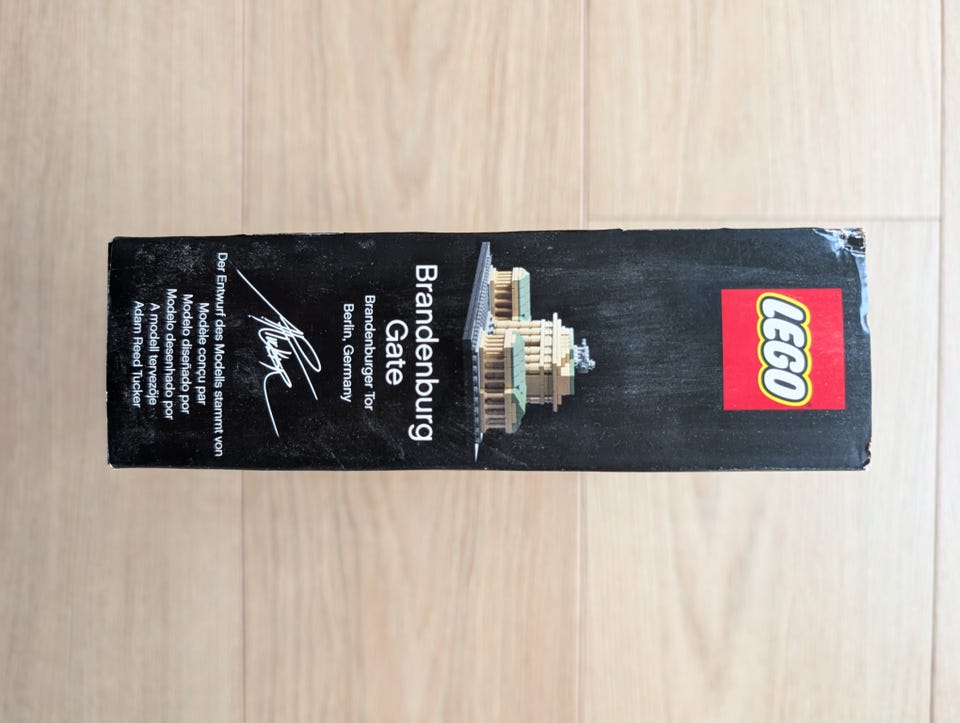 LEGO
Brandenburg
Gate
Brandenburger Tor
Berlin, Germany
Der Entwurf des Modells stammt von
Modèle conçu par
Modelo diseñado por
Modelo desenhado por
A modell tervezője
Adam Reed Tucker